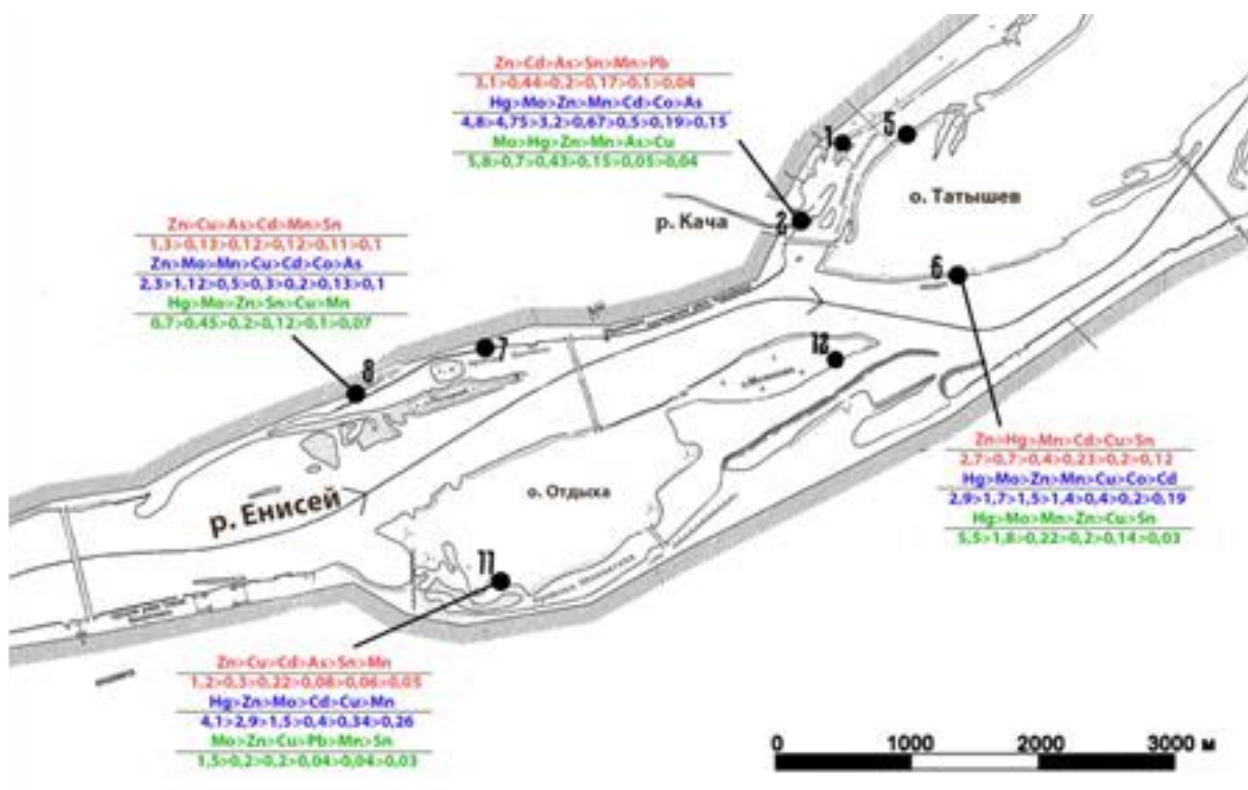 Zn>Cd>As>Sn>Mn>Pb
3,1>0,44>0,2>0,17>0,1>0,04
Hg>Mo>Zn>Mn>Cd>Co>As
4,8>4,75>3,2>0,67>0,5>0,19>0,15
Mo>Hg>Zn>Mn>As>Cu
5,8>0,7>0,43>0,15>0,05>0,04
1
5
о. Татышев
р. Кача
2
6
Zn>Cu>As>Cd>Mn>Sn
1,3>0,13>0,12>0,12>0,11>0,1
Zn>Mo>Mn>Cu>Cd>Co>As
2,3>1,12>0,5>0,3>0,2>0,13>0,1
Hg>Mo>Zn>Sn>Cu>Mn
0,7>0,45>0,2>0,12>0,1>0,07
8
7
12
Zn>Hg>Mn>Cd>Cu>Sn
2,7>0,7>0,4>0,23>0,2>0,12
Hg>Mo>Zn>Mn>Cu>Co>Cd
2,9>1,7>1,5>1,4>0,4>0,2>0,19
Hg>Mo>Mn>Zn>Cu>Sn
5,5>1,8>0,22>0,2>0,14>0,03
о. Отдыха
р. Енисей
11
Zn>Cu>Cd>As>Sn>Mn
1,2>0,3>0,22>0,08>0,06>0,05
Hg>Zn>Mo>Cd>Cu>Mn
4,1>2,9>1,5>0,4>0,34>0,26
Mo>Zn>Cu>Pb>Mn>Sn
1,5>0,2>0,2>0,04>0,04>0,03
0 1000 2000 3000 м